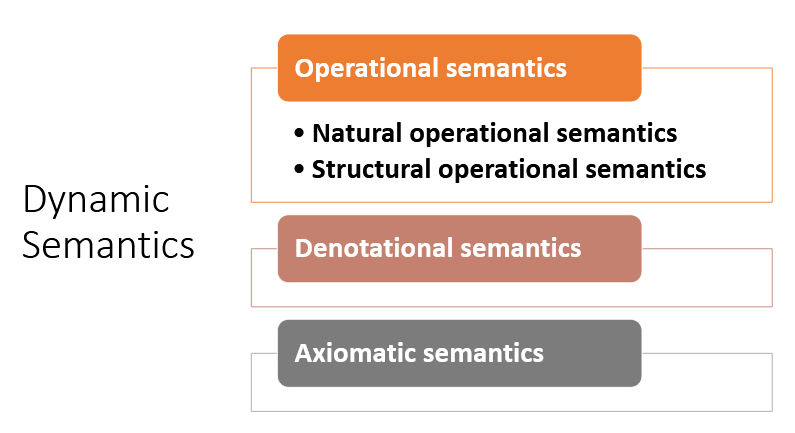 Dynamic
Semantics
Operational semantics
• Natural operational semantics
• Structural operational semantics
Denotational semantics
Axiomatic semantics